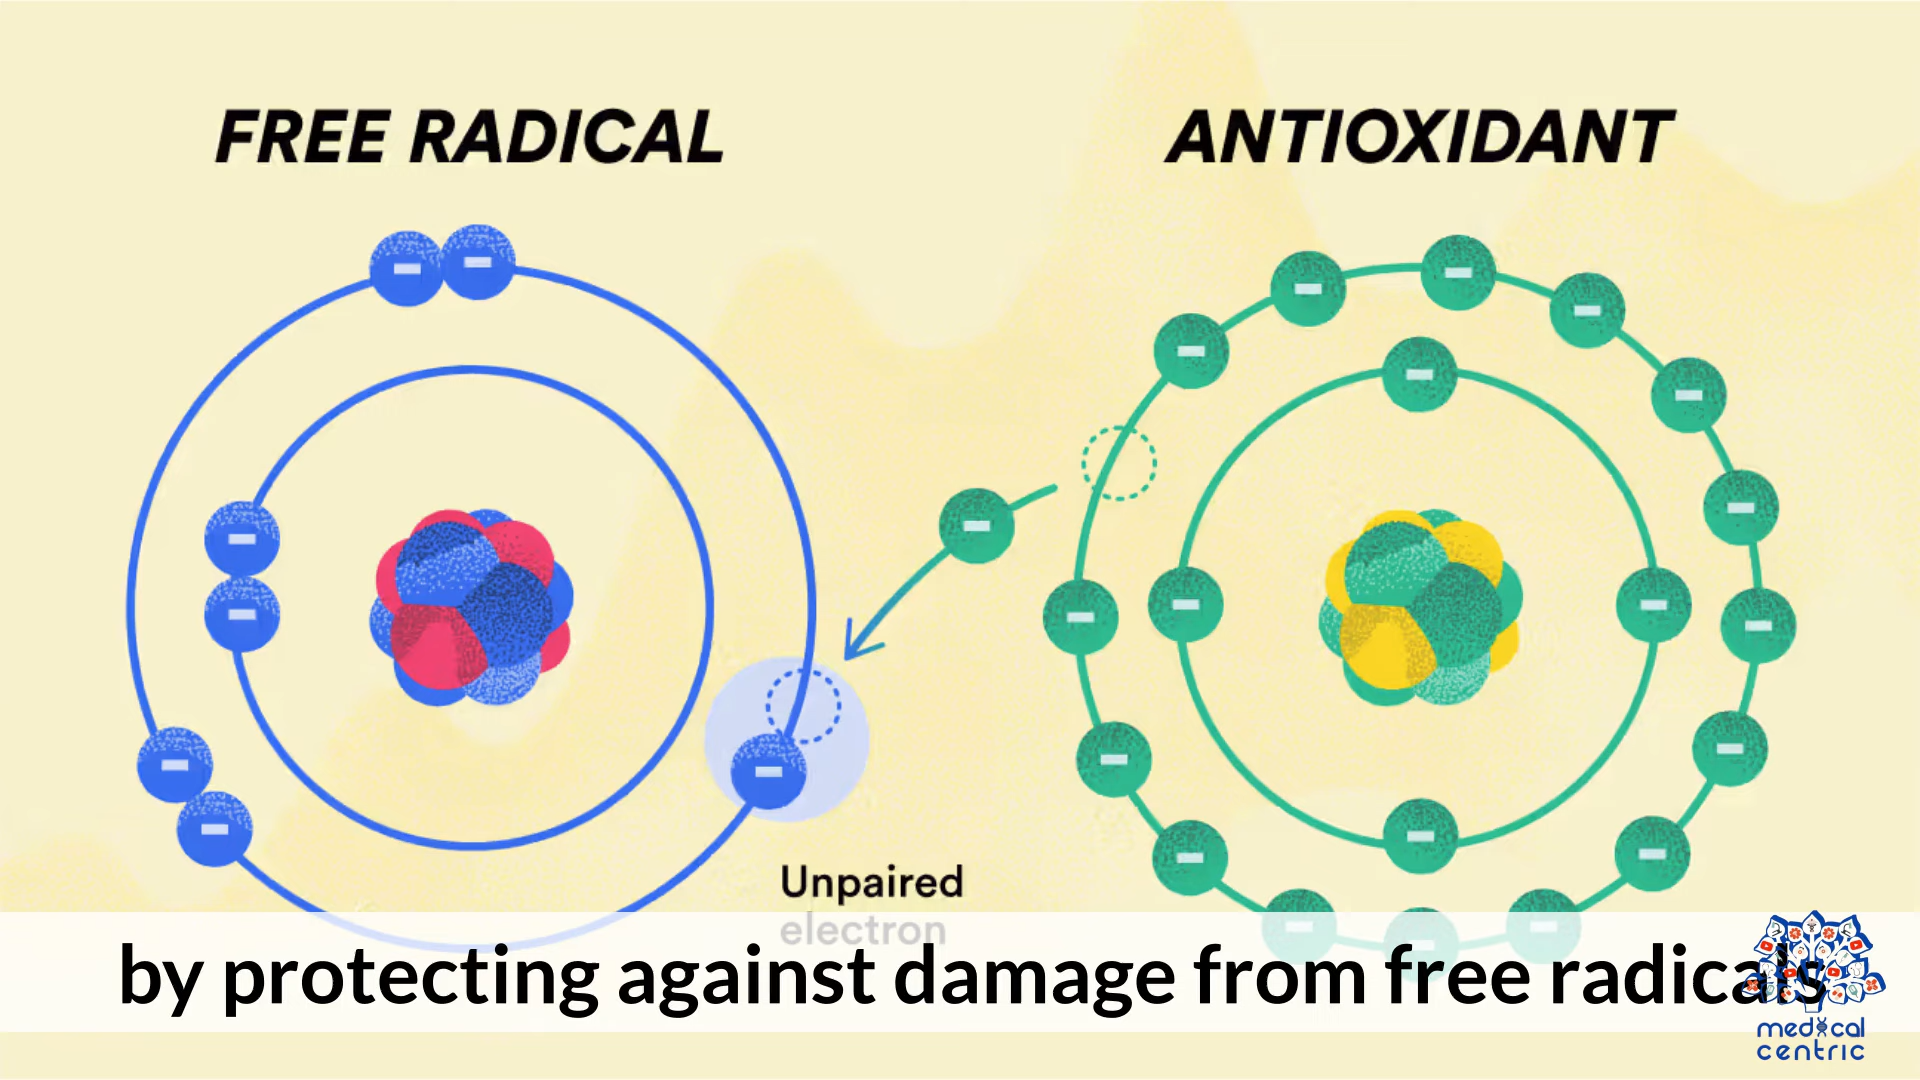 FREE RADICAL
ANTIOXIDANT
Unpaired
electron
by protecting against damage from free radicals
medical
centric